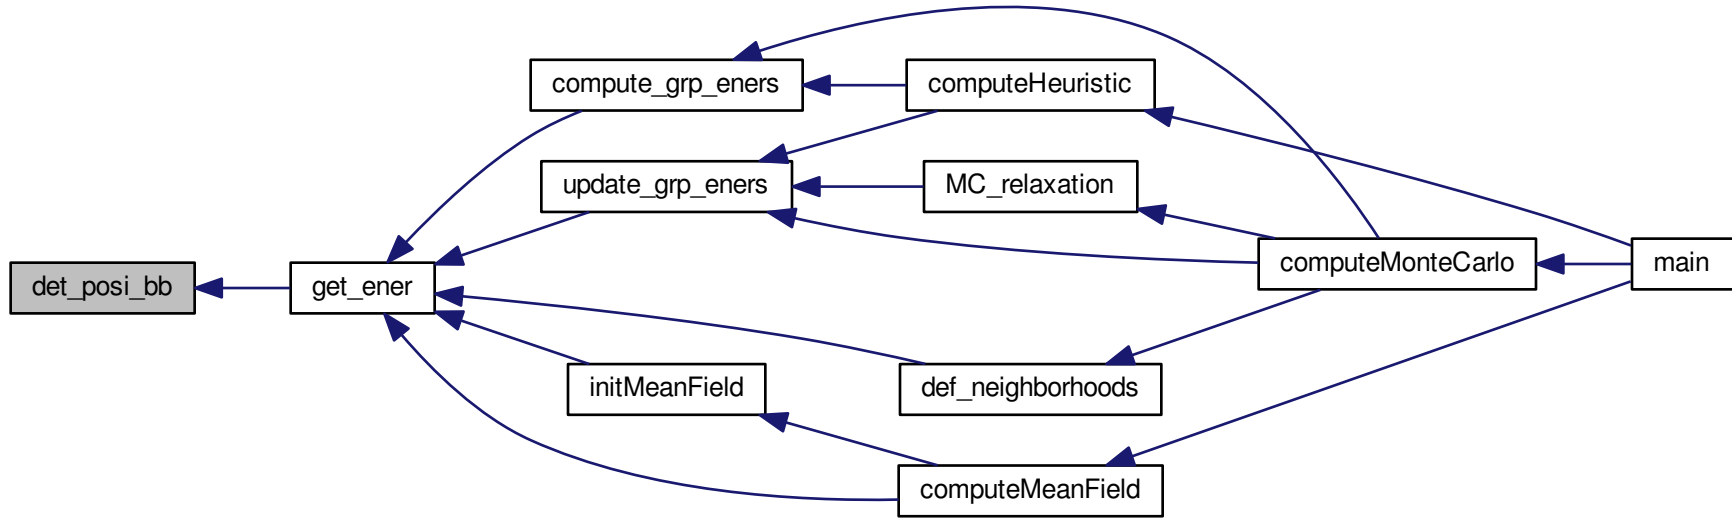 compute_grp_eners
computeHeuristic
update_grp_eners
MC_relaxation
det_posi_bb
get_ener
computeMonteCarlo
main
initMeanField
def_neighborhoods
computeMeanField